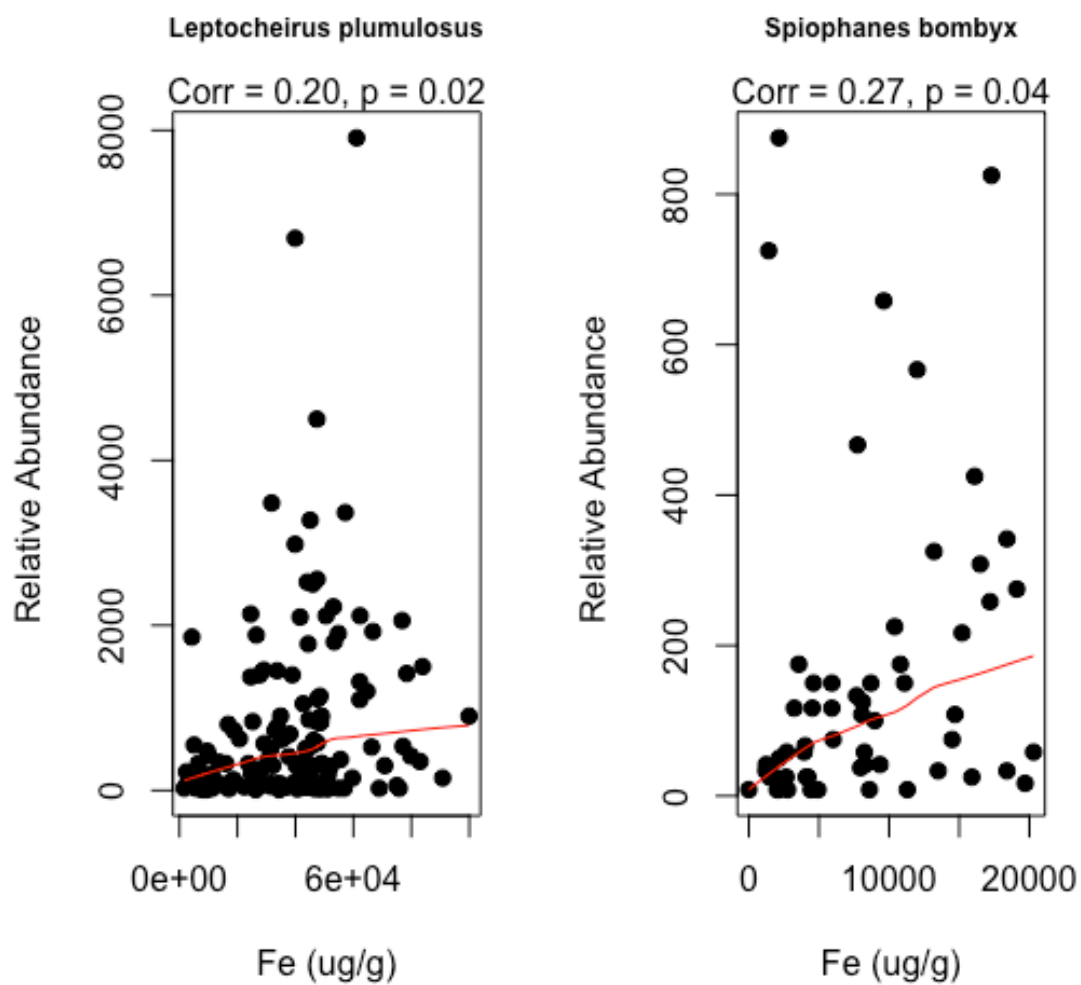 Leptocheirus plumulosus
Corr = 0.20, p = 0.02
Relative Abundance
8000
6000
4000
2000
0
0e+00 6e+04
Fe (ug/g)
Spiophanes bombyx
Corr = 0.27, p = 0.04
Relative Abundance
800
600
400
200
0
0 10000 20000
Fe (ug/g)